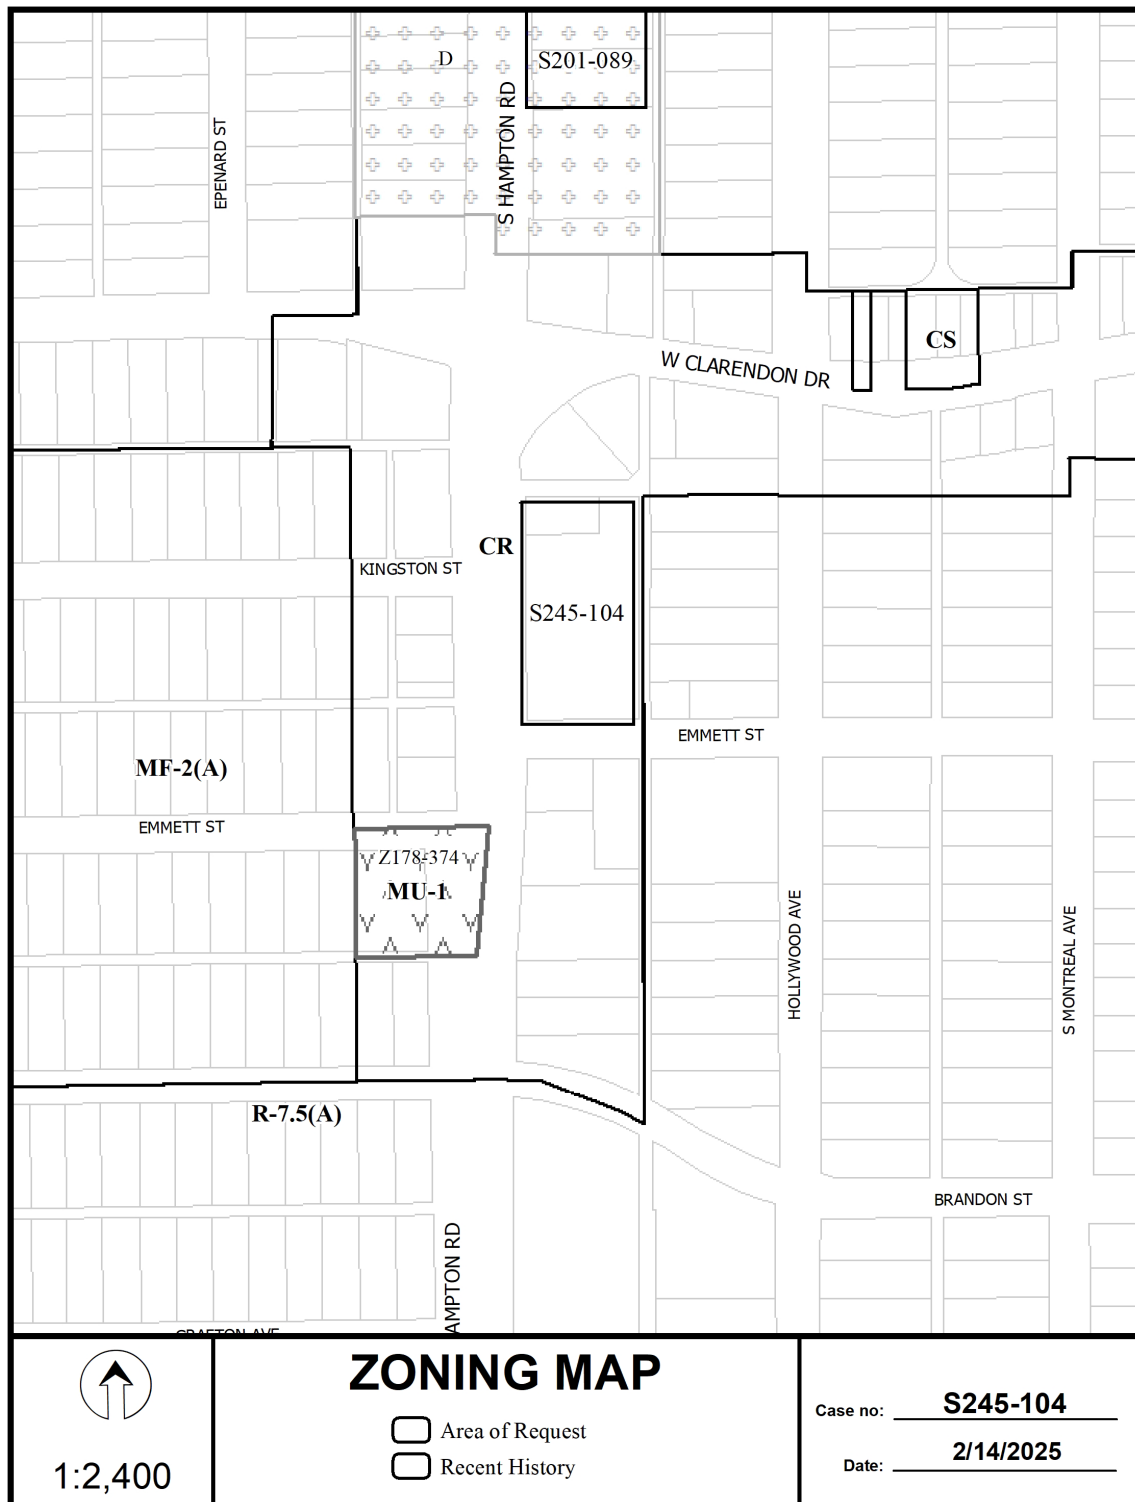 D
S201-089
EPENARD ST
S HAMPTON RD
CS
W CLARENDON DR
CR
KINGSTON ST
S245-104
EMMETT ST
MF-2(A)
EMMETT ST
Z178-374
MU-1
HOLLYWOOD AVE
S MONTREAL AVE
R-7.5(A)
BRANDON ST
AMPTON RD
GRAFTON AVE
ZONING MAP
Area of Request
Recent History
1:2,400
Case no: S245-104
Date: 2/14/2025